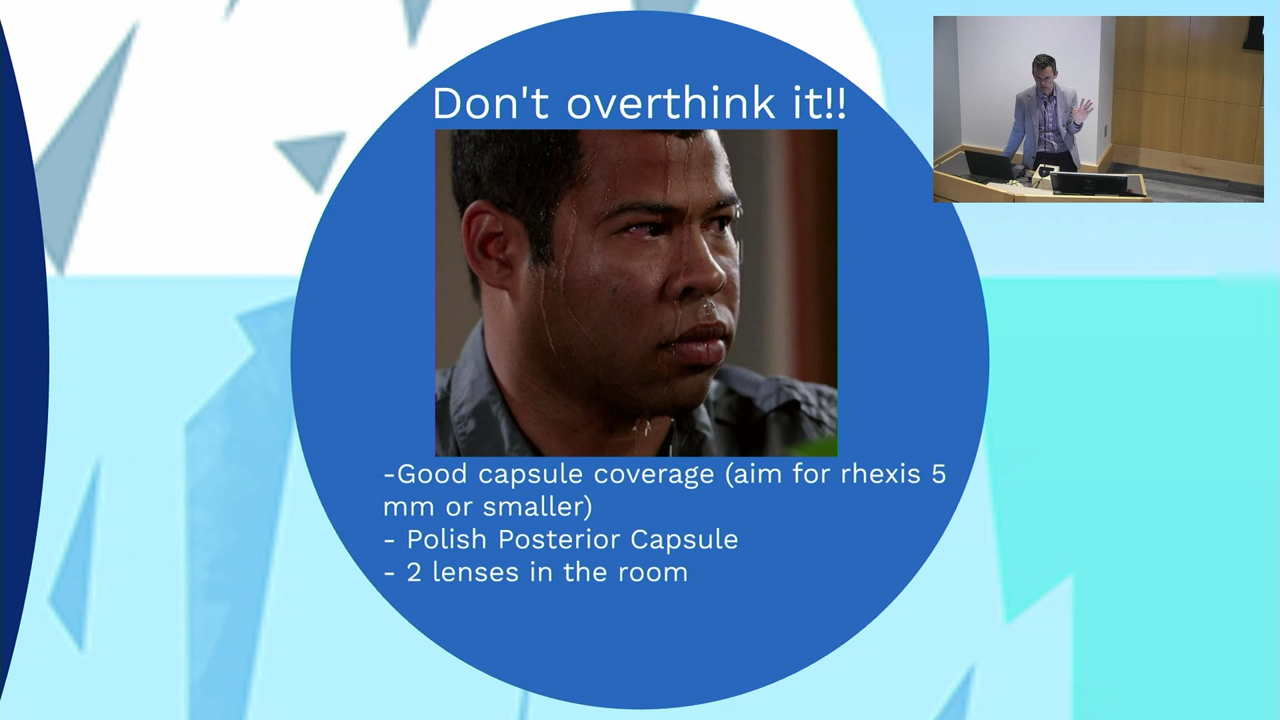 Don't overthink it!!
-Good capsule coverage (aim for rhexis 5
mm or smaller)
- Polish Posterior Capsule
- 2 lenses in the room